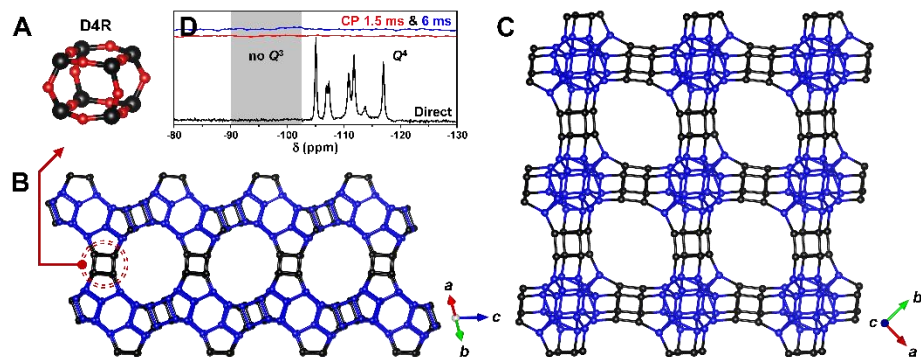 A
D4R
D
CP 1.5 ms & 6 ms
no Q³
Q⁴
Direct
-80 -90 -100 -110 -120 -130
δ (ppm)
B
a
c
b
C
b
c
a